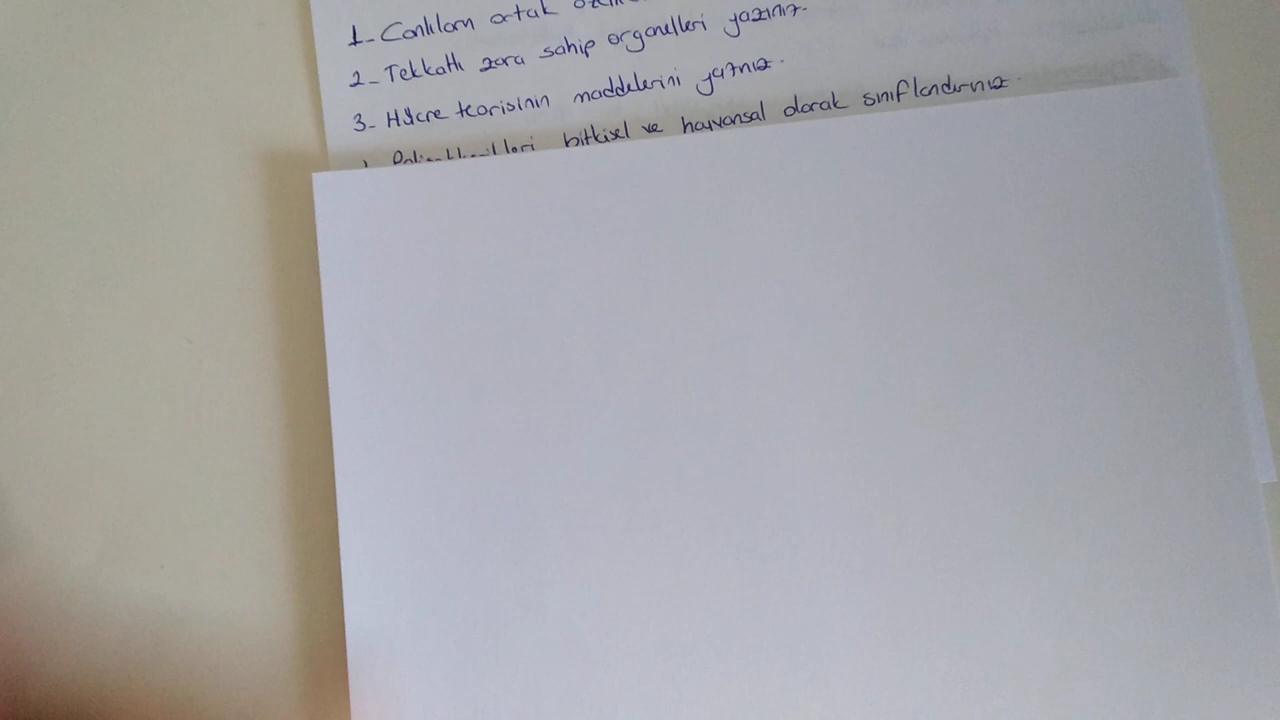 1- Canlıların ortak
2- Tekkatlı zara sahip organelleri yazınız.
3- Hücre teorisinin maddelerini yazınız.
bitkisel ve hayvansal olarak sınıflandırınız.